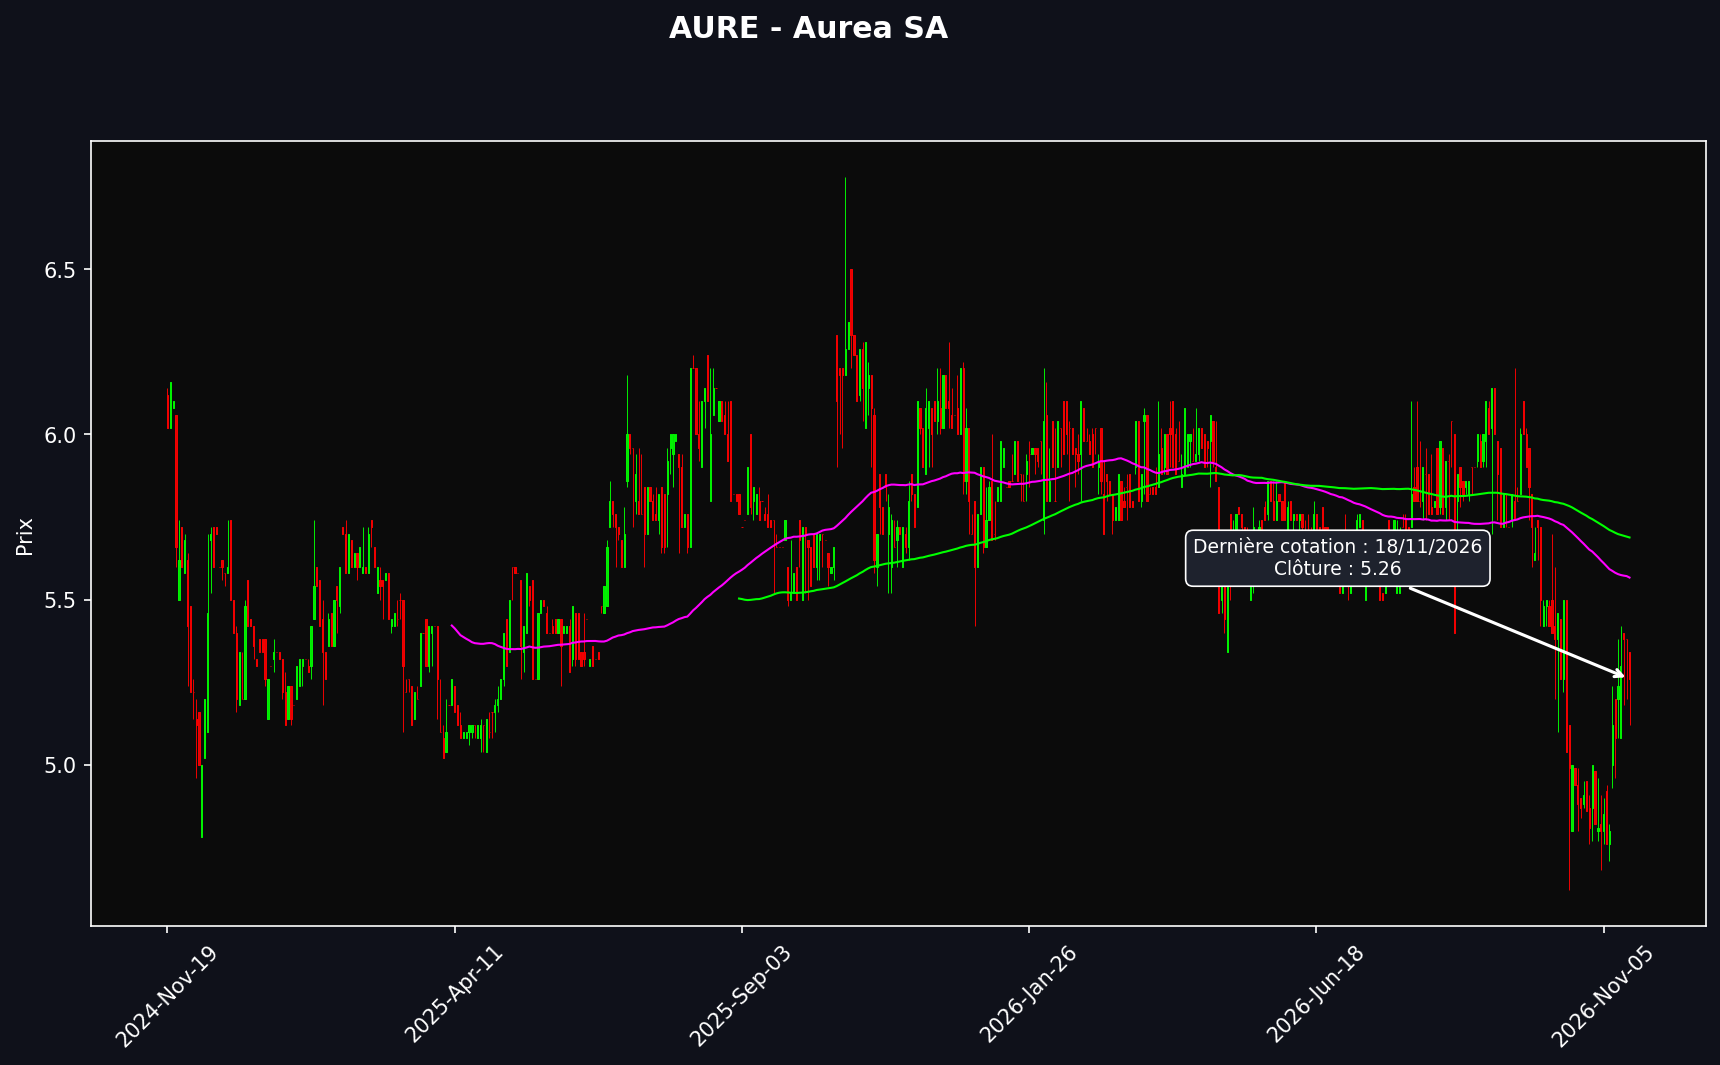 AURE - Aurea SA
Prix
6.5
6.0
5.5
5.0
Dernière cotation : 18/11/2026
Clôture : 5.26
2024-Nov-19
2025-Apr-11
2025-Sep-03
2026-Jan-26
2026-Jun-18
2026-Nov-05